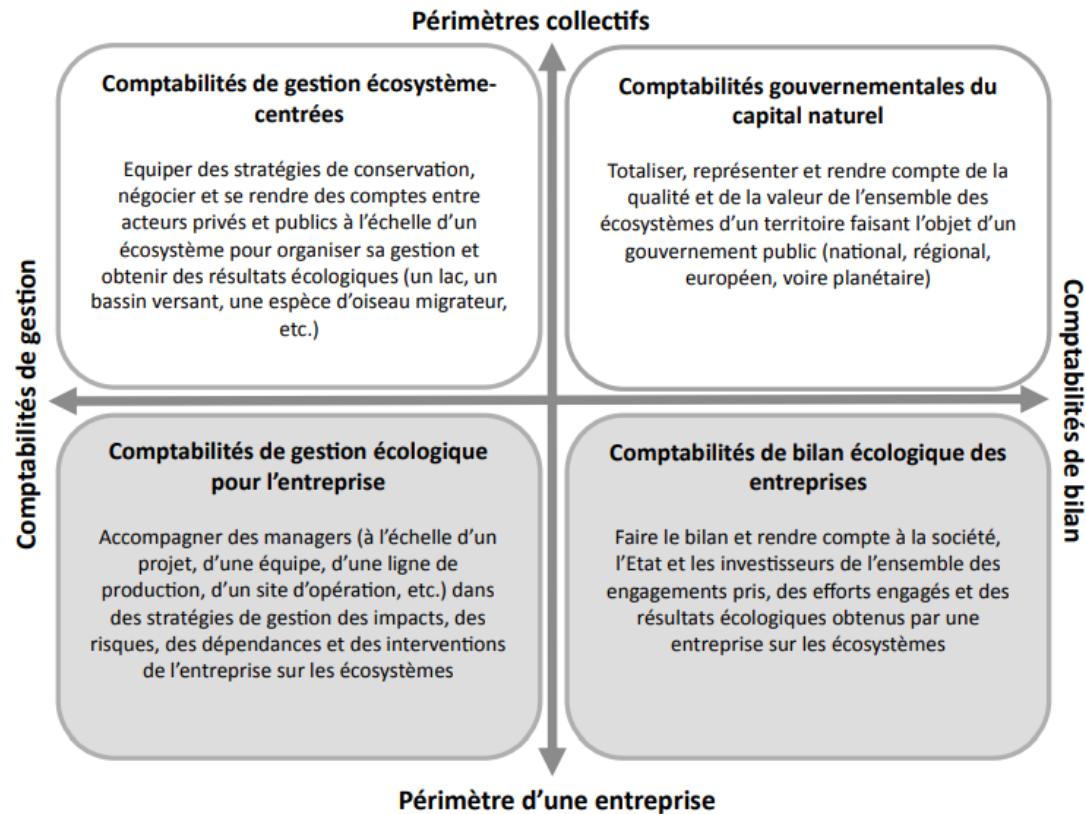 Périmètres collectifs
Comptabilités de gestion écosystème-
centrées
Equiper des stratégies de conservation,
négocier et se rendre des comptes entre
acteurs privés et publics à l’échelle d’un
écosystème pour organiser sa gestion et
obtenir des résultats écologiques (un lac, un
bassin versant, une espèce d’oiseau migrateur,
etc.)
Comptabilités gouvernementales du
capital naturel
Totaliser, représenter et rendre compte de la
qualité et de la valeur de l’ensemble des
écosystèmes d’un territoire faisant l’objet d’un
gouvernement public (national, régional,
européen, voire planétaire)
Comptabilités de gestion
Comptabilités de bilan
Comptabilités de gestion écologique
pour l’entreprise
Accompagner des managers (à l’échelle d’un
projet, d’une équipe, d’une ligne de
production, d’un site d’opération, etc.) dans
des stratégies de gestion des impacts, des
risques, des dépendances et des interventions
de l’entreprise sur les écosystèmes
Comptabilités de bilan écologique des
entreprises
Faire le bilan et rendre compte à la société,
l’Etat et les investisseurs de l’ensemble des
engagements pris, des efforts engagés et des
résultats écologiques obtenus par une
entreprise sur les écosystèmes
Périmètre d’une entreprise